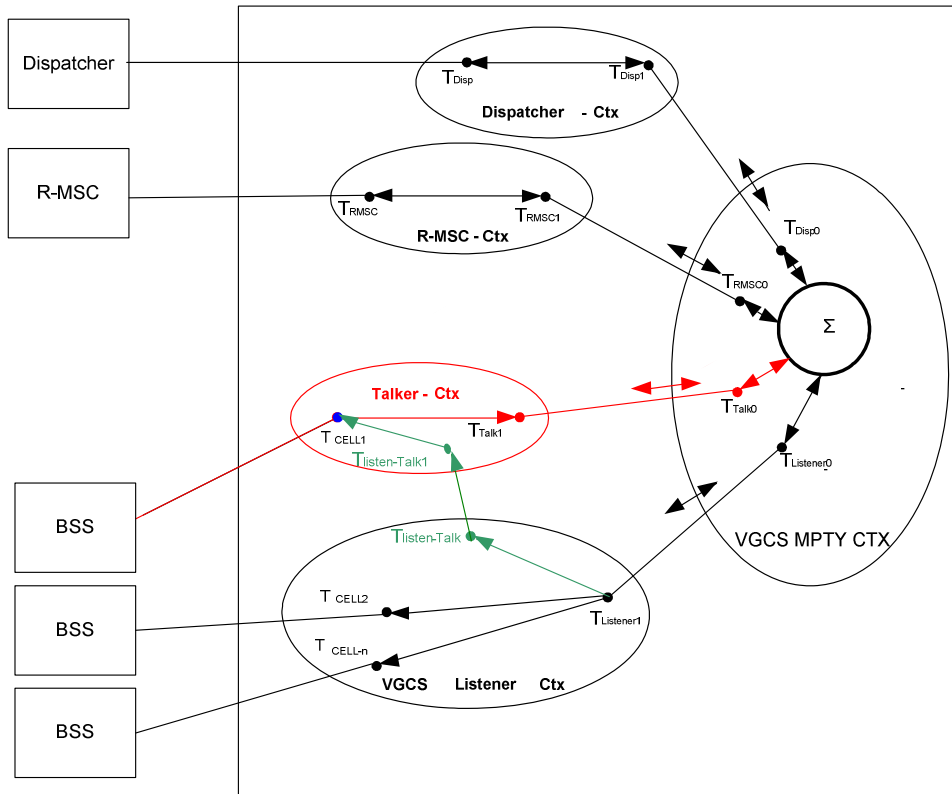 Dispatcher
TDisp
TDisp1
Dispatcher - Ctx
R-MSC
TRMSC
TRMSC1
R-MSC - Ctx
TDisp0
TRMSC0
Σ
Talker - Ctx
T CELL1
TTalk1
TTalk0
-
Tlisten-Talk1
TListener0
-
BSS
Tlisten-Talk
VGCS MPTY CTX
BSS
T CELL2
TListener1
T CELL-n
VGCS Listener Ctx
BSS